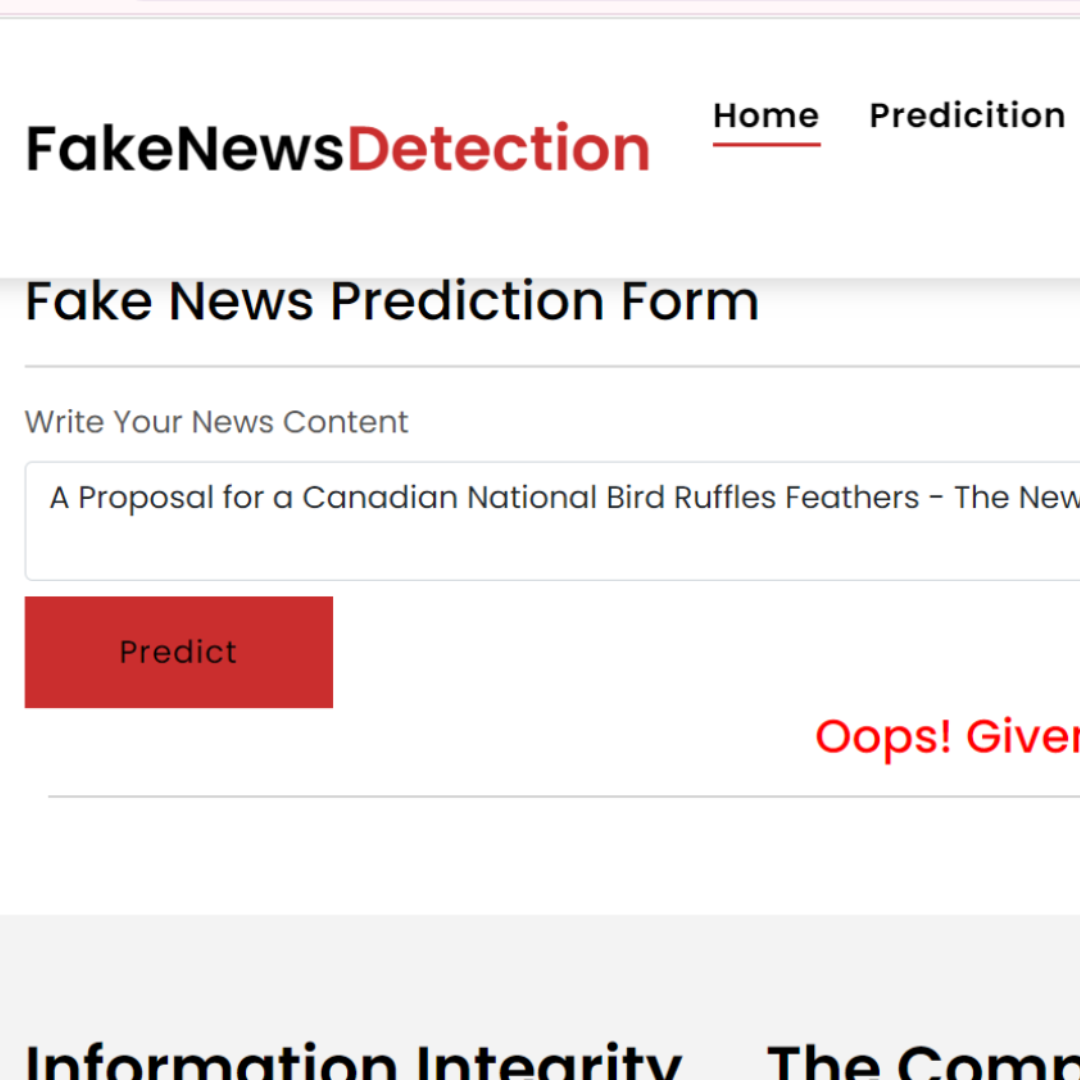 FakeNewsDetection
Home Predicition
Fake News Prediction Form
Write Your News Content
A Proposal for a Canadian National Bird Ruffles Feathers - The New
Predict
Oops! Given
Information Integrity The Comp